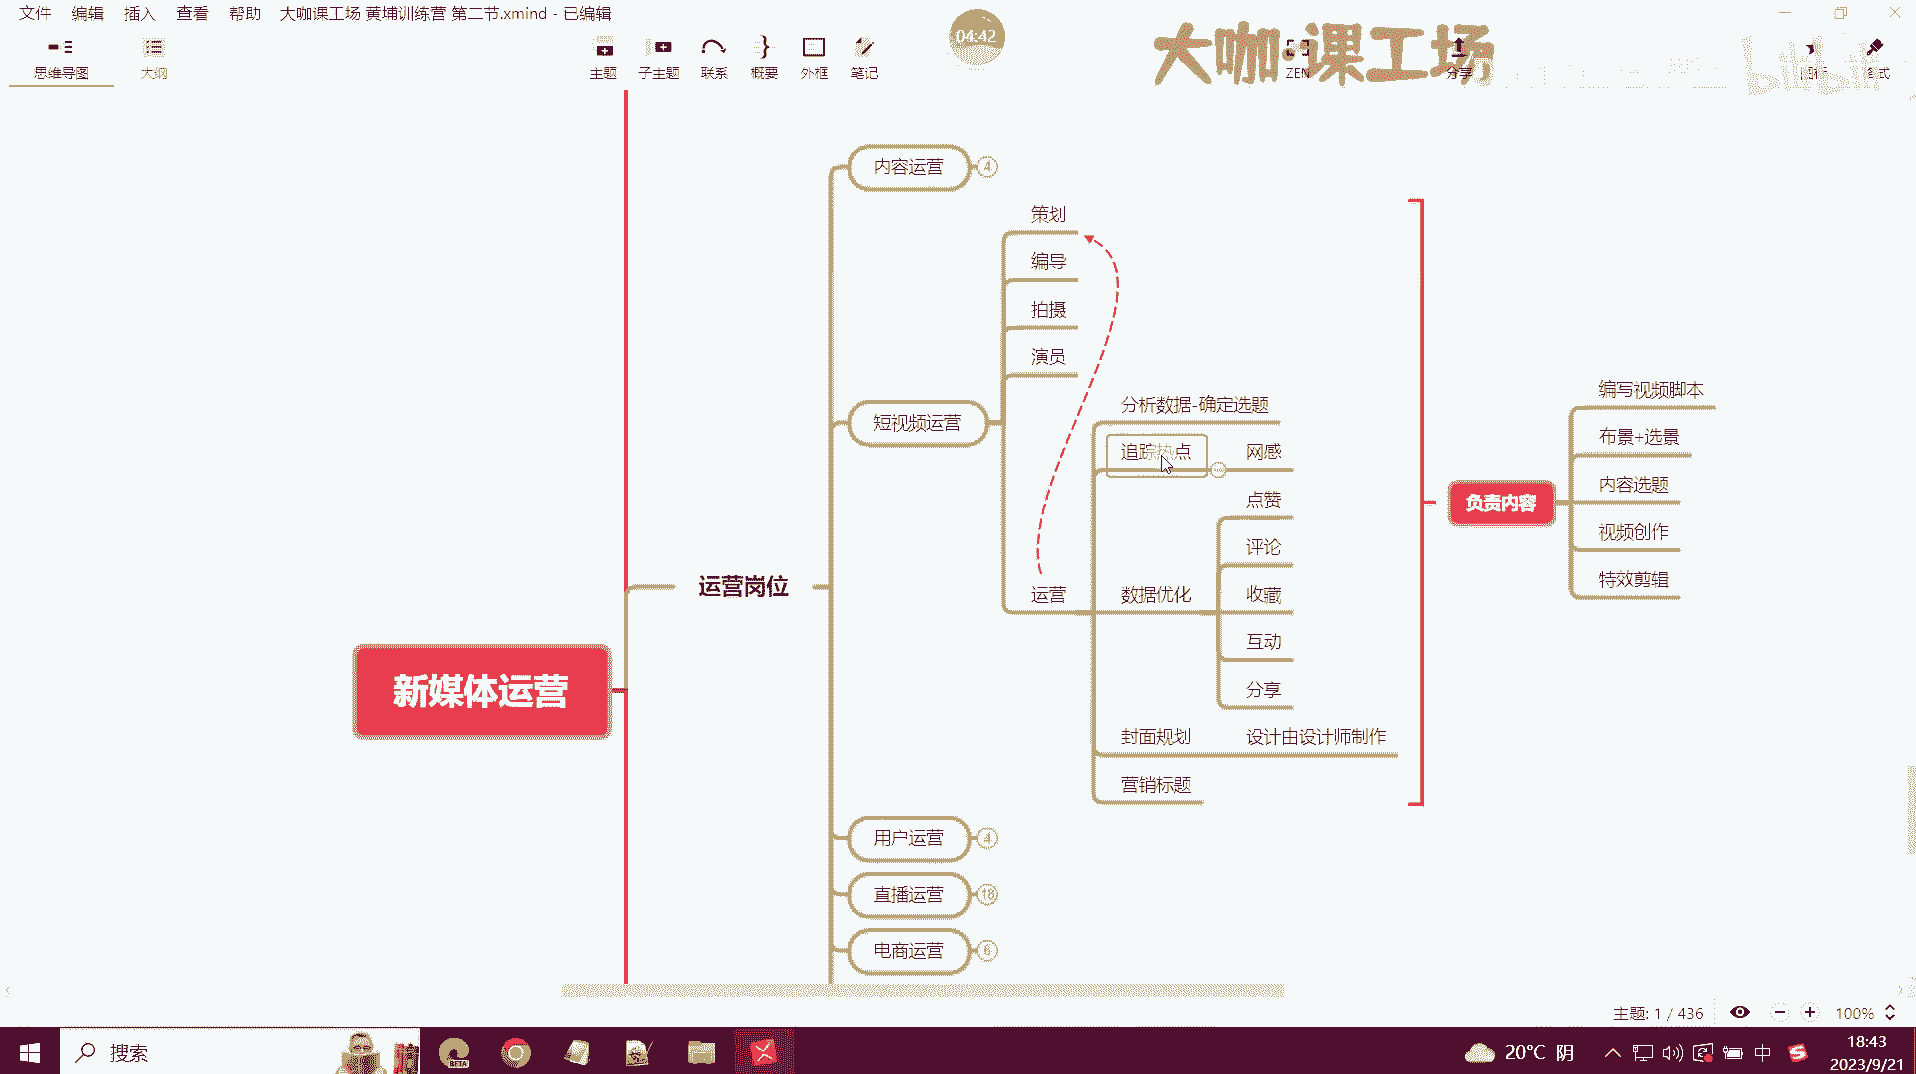 文件 编辑 插入 查看 帮助 大咖课工场 黄埔训练营 第二节.xmind - 已编辑
思维导图 大纲 主题 子主题 联系 概要 外框 笔记 04:42 ZEN 分享
大咖·课工场
bilibili
内容运营 4
策划
编导
拍摄
演员
短视频运营
分析数据-确定选题
追踪热点 网感
点赞
评论
运营 数据优化 收藏
互动
分享
封面规划 设计由设计师制作
营销标题
负责内容
编写视频脚本
布景+选景
内容选题
视频创作
特效剪辑
运营岗位
新媒体运营
用户运营 4
直播运营 18
电商运营 6
主题: 1 / 436 100%
搜索 BETA 20°C 阴 中 18:43
2023/9/21